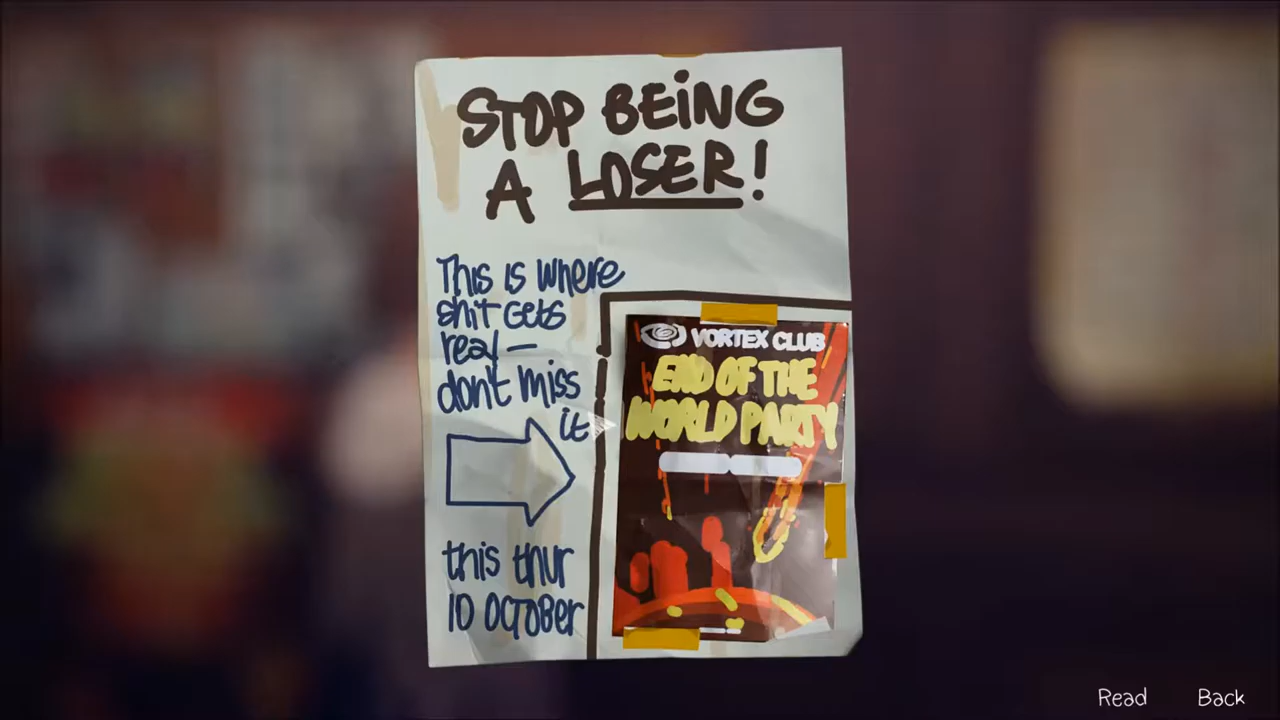 STOP BEING
A LOSER!
This is where
shit gets
real —
don't miss
it
this thur
10 OCTOBER
VORTEX CLUB
END OF THE
WORLD PARTY
Read
Back